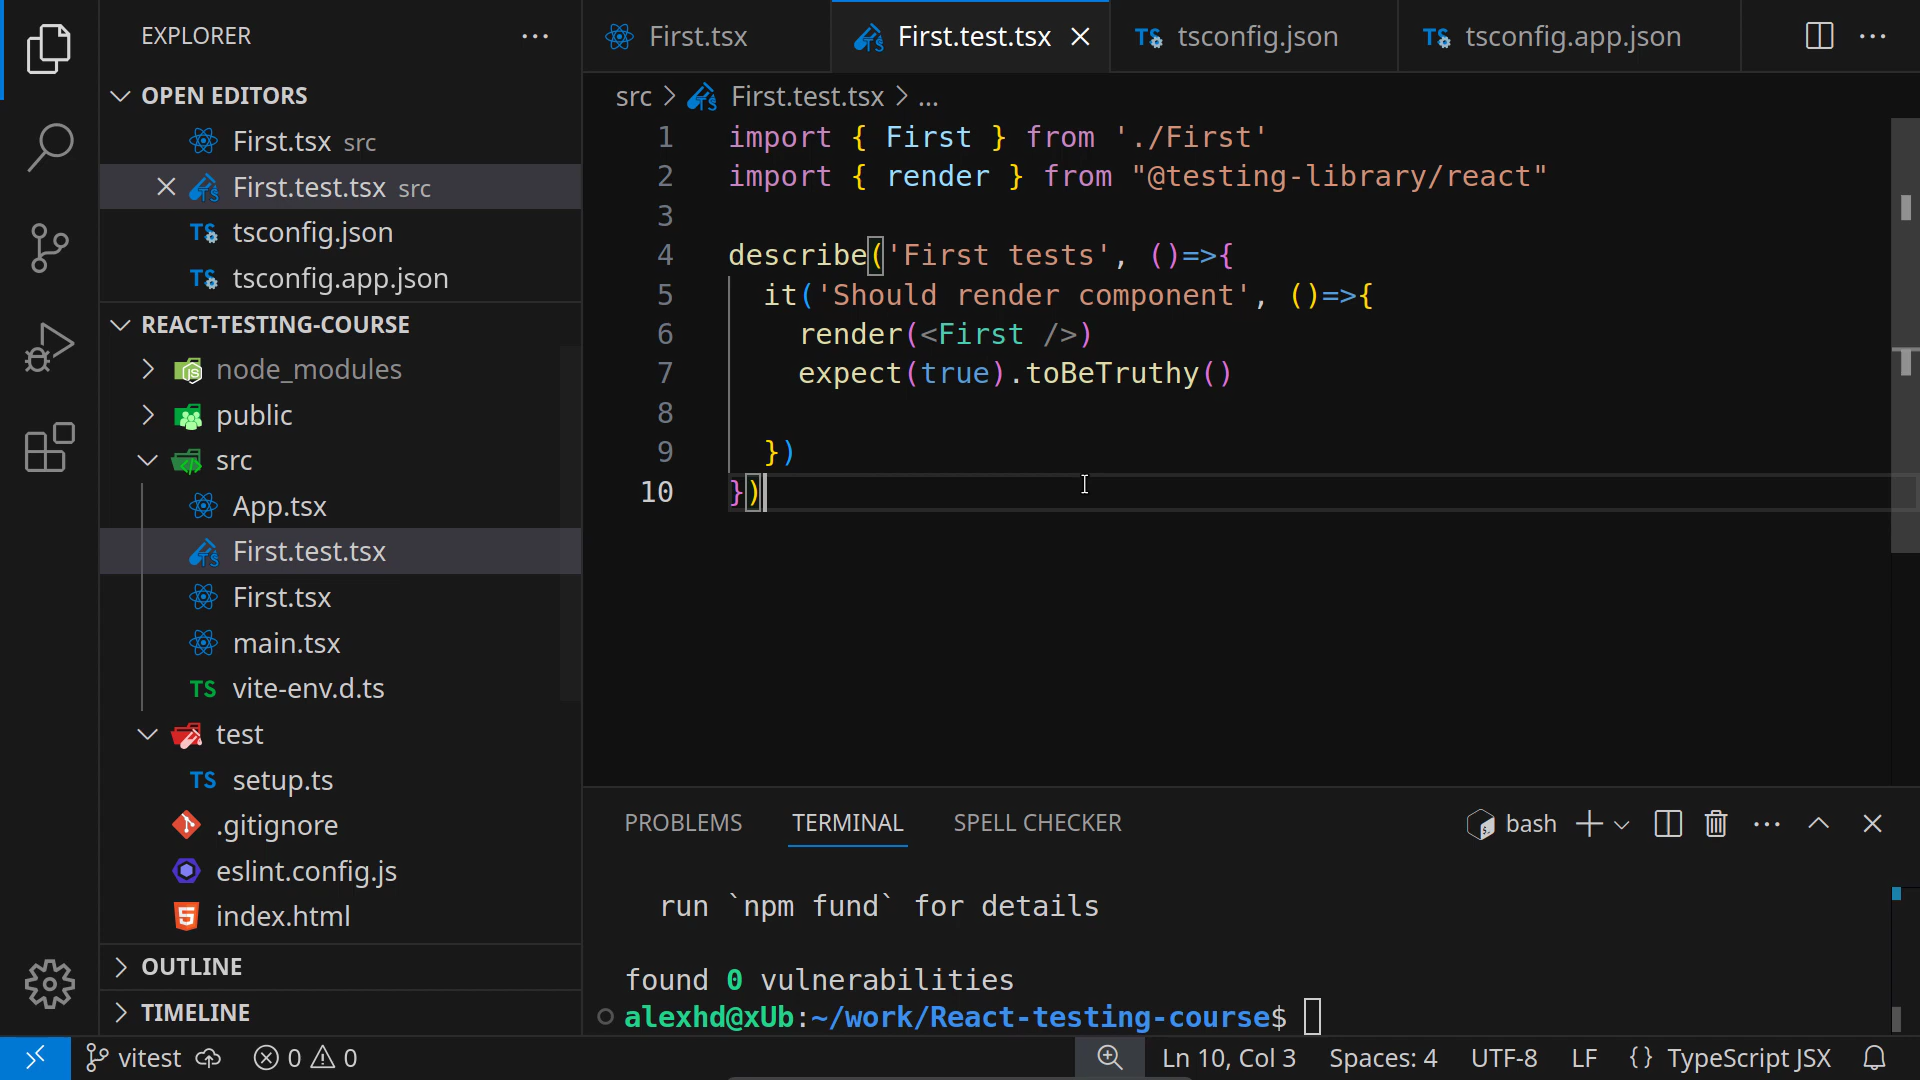 EXPLORER
OPEN EDITORS
First.tsx src
First.test.tsx src
tsconfig.json
tsconfig.app.json
REACT-TESTING-COURSE
node_modules
public
src
App.tsx
First.test.tsx
First.tsx
main.tsx
TS vite-env.d.ts
test
TS setup.ts
.gitignore
eslint.config.js
index.html
OUTLINE
TIMELINE
First.tsx
First.test.tsx
TS tsconfig.json
TS tsconfig.app.json
src > First.test.tsx > ...
1 import { First } from './First'
2 import { render } from "@testing-library/react"
3
4 describe('First tests', ()=>{
5 it('Should render component', ()=>{
6 render(<First />)
7 expect(true).toBeTruthy()
8
9 })
10 })
PROBLEMS TERMINAL SPELL CHECKER
bash
run `npm fund` for details
found 0 vulnerabilities
alexhd@xUb:~/work/React-testing-course$
vitest 0 0 Ln 10, Col 3 Spaces: 4 UTF-8 LF {} TypeScript JSX